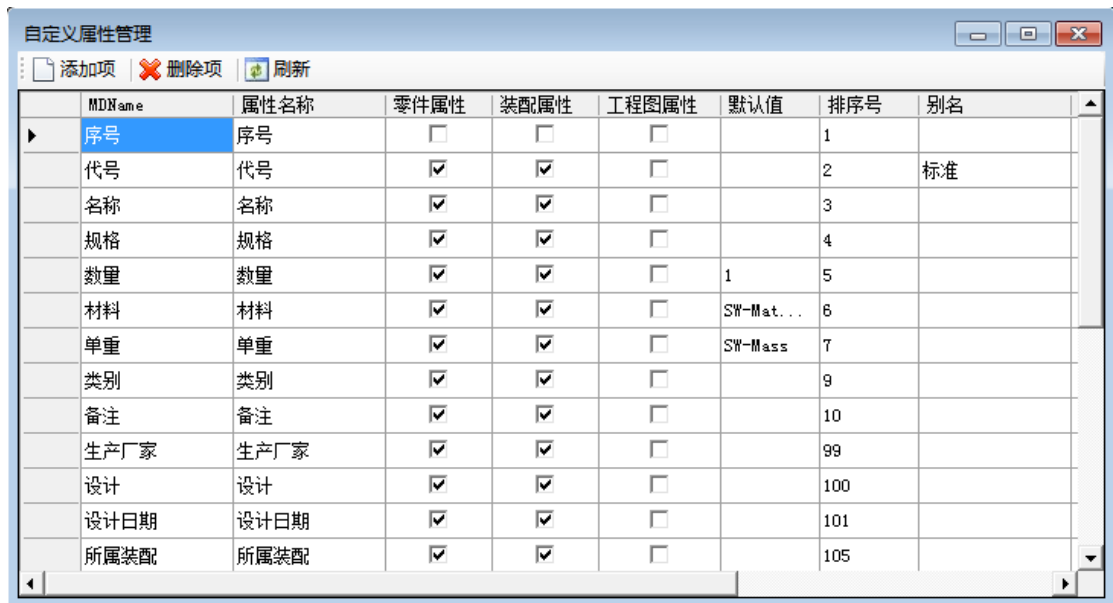 自定义属性管理
添加项 删除项 刷新
MDName 属性名称 零件属性 装配属性 工程图属性 默认值 排序号 别名
序号 序号 1
代号 代号 2 标准
名称 名称 3
规格 规格 4
数量 数量 1 5
材料 材料 SW-Mat... 6
单重 单重 SW-Mass 7
类别 类别 9
备注 备注 10
生产厂家 生产厂家 99
设计 设计 100
设计日期 设计日期 101
所属装配 所属装配 105